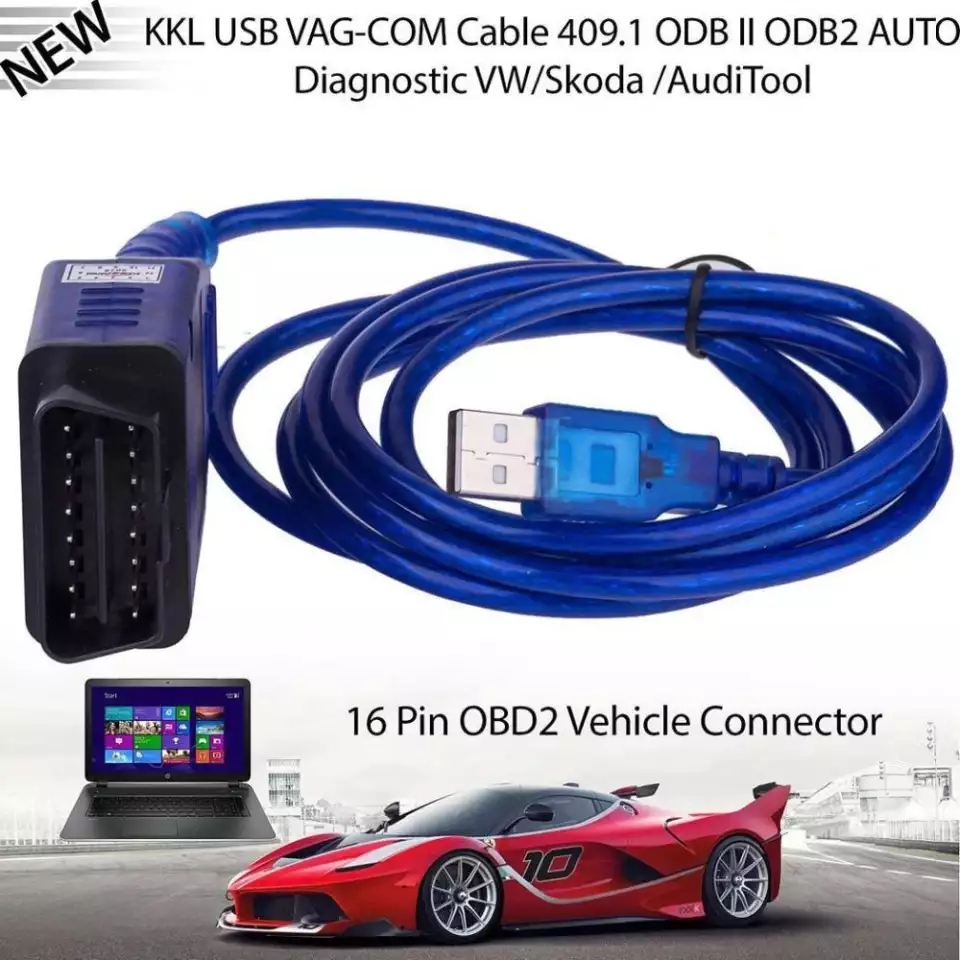 NEW
KKL USB VAG-COM Cable 409.1 ODB II ODB2 AUTO
Diagnostic VW/Skoda /AudiTool
Start
16 Pin OBD2 Vehicle Connector
10